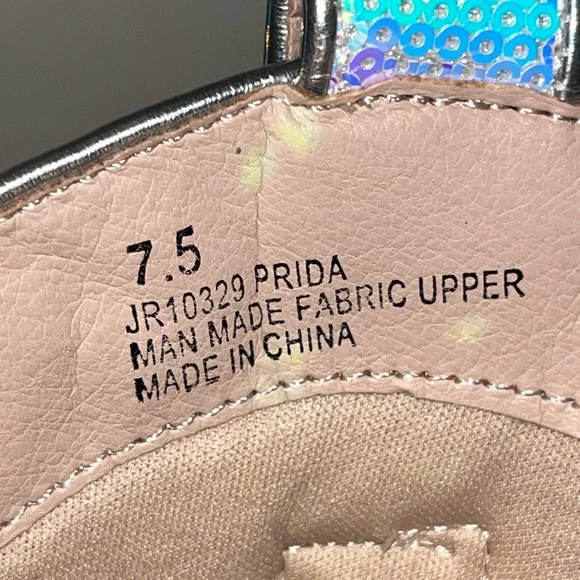 7.5
JR10329 PRIDA
MAN MADE FABRIC UPPER
MADE IN CHINA